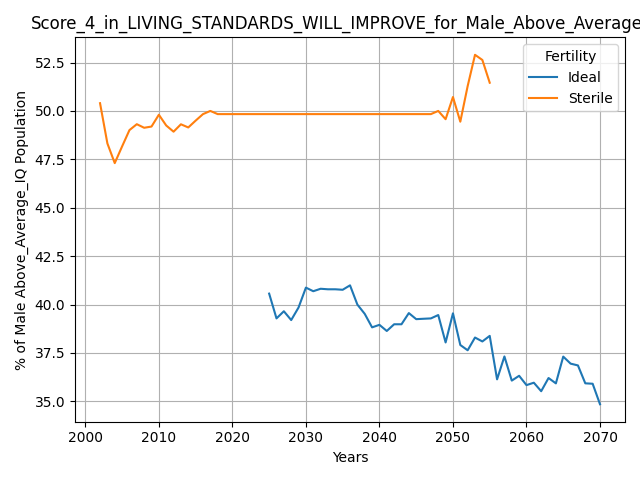 Score_4_in_LIVING_STANDARDS_WILL_IMPROVE_for_Male_Above_Average
% of Male Above_Average_IQ Population
52.5
50.0
47.5
45.0
42.5
40.0
37.5
35.0
Fertility
Ideal
Sterile
2000 2010 2020 2030 2040 2050 2060 2070
Years